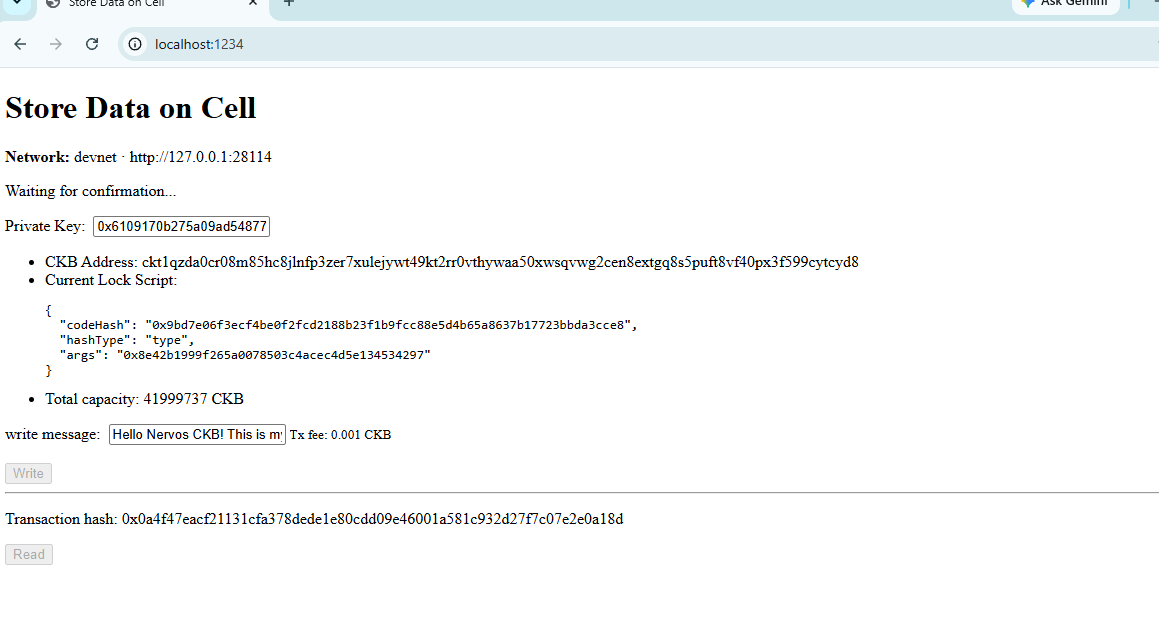 Store Data on Cell
Ask Gemini
localhost:1234
Store Data on Cell
Network: devnet · http://127.0.0.1:28114
Waiting for confirmation...
Private Key: 0x6109170b275a09ad54877
CKB Address: ckt1qzda0cr08m85hc8jlnfp3zer7xulejywt49kt2rr0vthywaa50xwsqvwg2cen8extgq8s5puft8vf40px3f599cytcyd8
Current Lock Script:
{
"codeHash": "0x9bd7e06f3ecf4be0f2fcd2188b23f1b9fcc88e5d4b65a8637b17723bbda3cce8",
"hashType": "type",
"args": "0x8e42b1999f265a0078503c4acec4d5e134534297"
}
Total capacity: 41999737 CKB
write message: Hello Nervos CKB! This is my Tx fee: 0.001 CKB
Write
Transaction hash: 0x0a4f47eacf21131cfa378dede1e80cdd09e46001a581c932d27f7c07e2e0a18d
Read